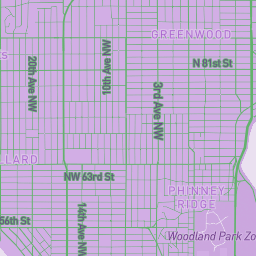 GREENWOOD
N 81st St
20th Ave NW
10th Ave NW
3rd Ave NW
LLARD
NW 63rd St
PHINNEY
RIDGE
56th St
14th Ave NW
Woodland Park Zo